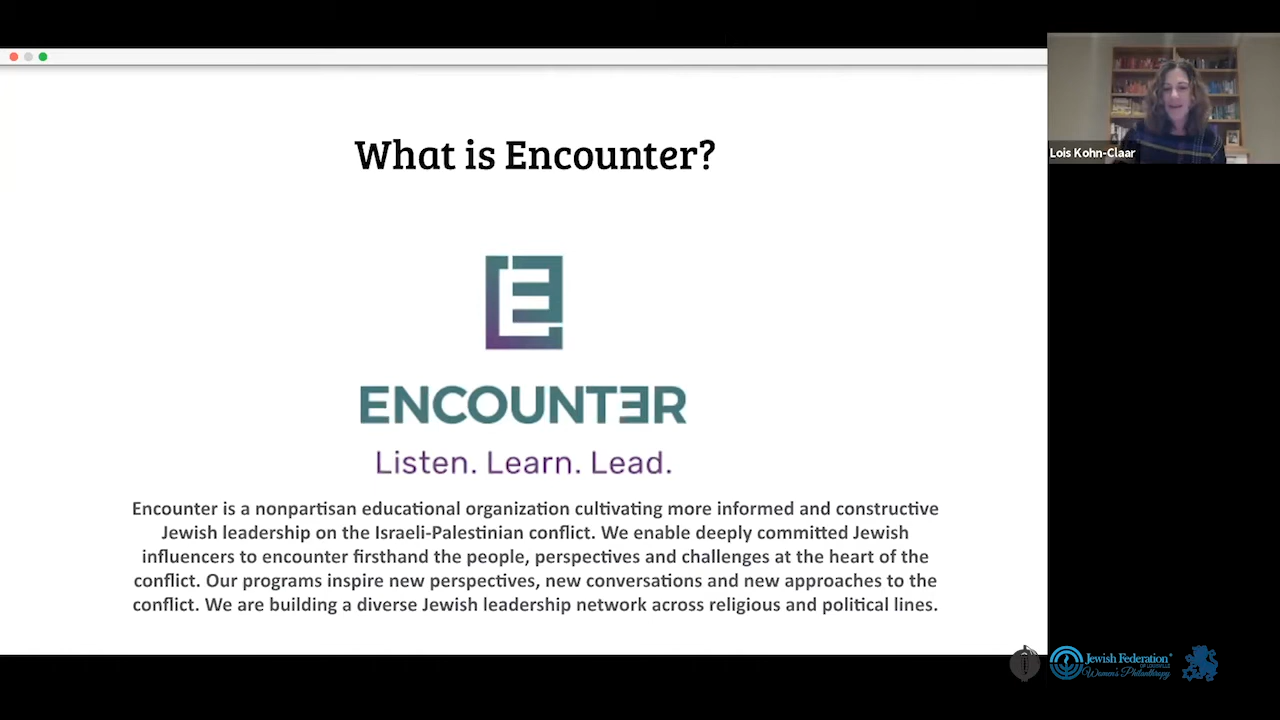 What is Encounter?
Lois Kohn-Claar
ENCOUNTER
Listen. Learn. Lead.
Encounter is a nonpartisan educational organization cultivating more informed and constructive
Jewish leadership on the Israeli-Palestinian conflict. We enable deeply committed Jewish
influencers to encounter firsthand the people, perspectives and challenges at the heart of the
conflict. Our programs inspire new perspectives, new conversations and new approaches to the
conflict. We are building a diverse Jewish leadership network across religious and political lines.
Jewish Federation
OF LOUISVILLE
Women's Philanthropy